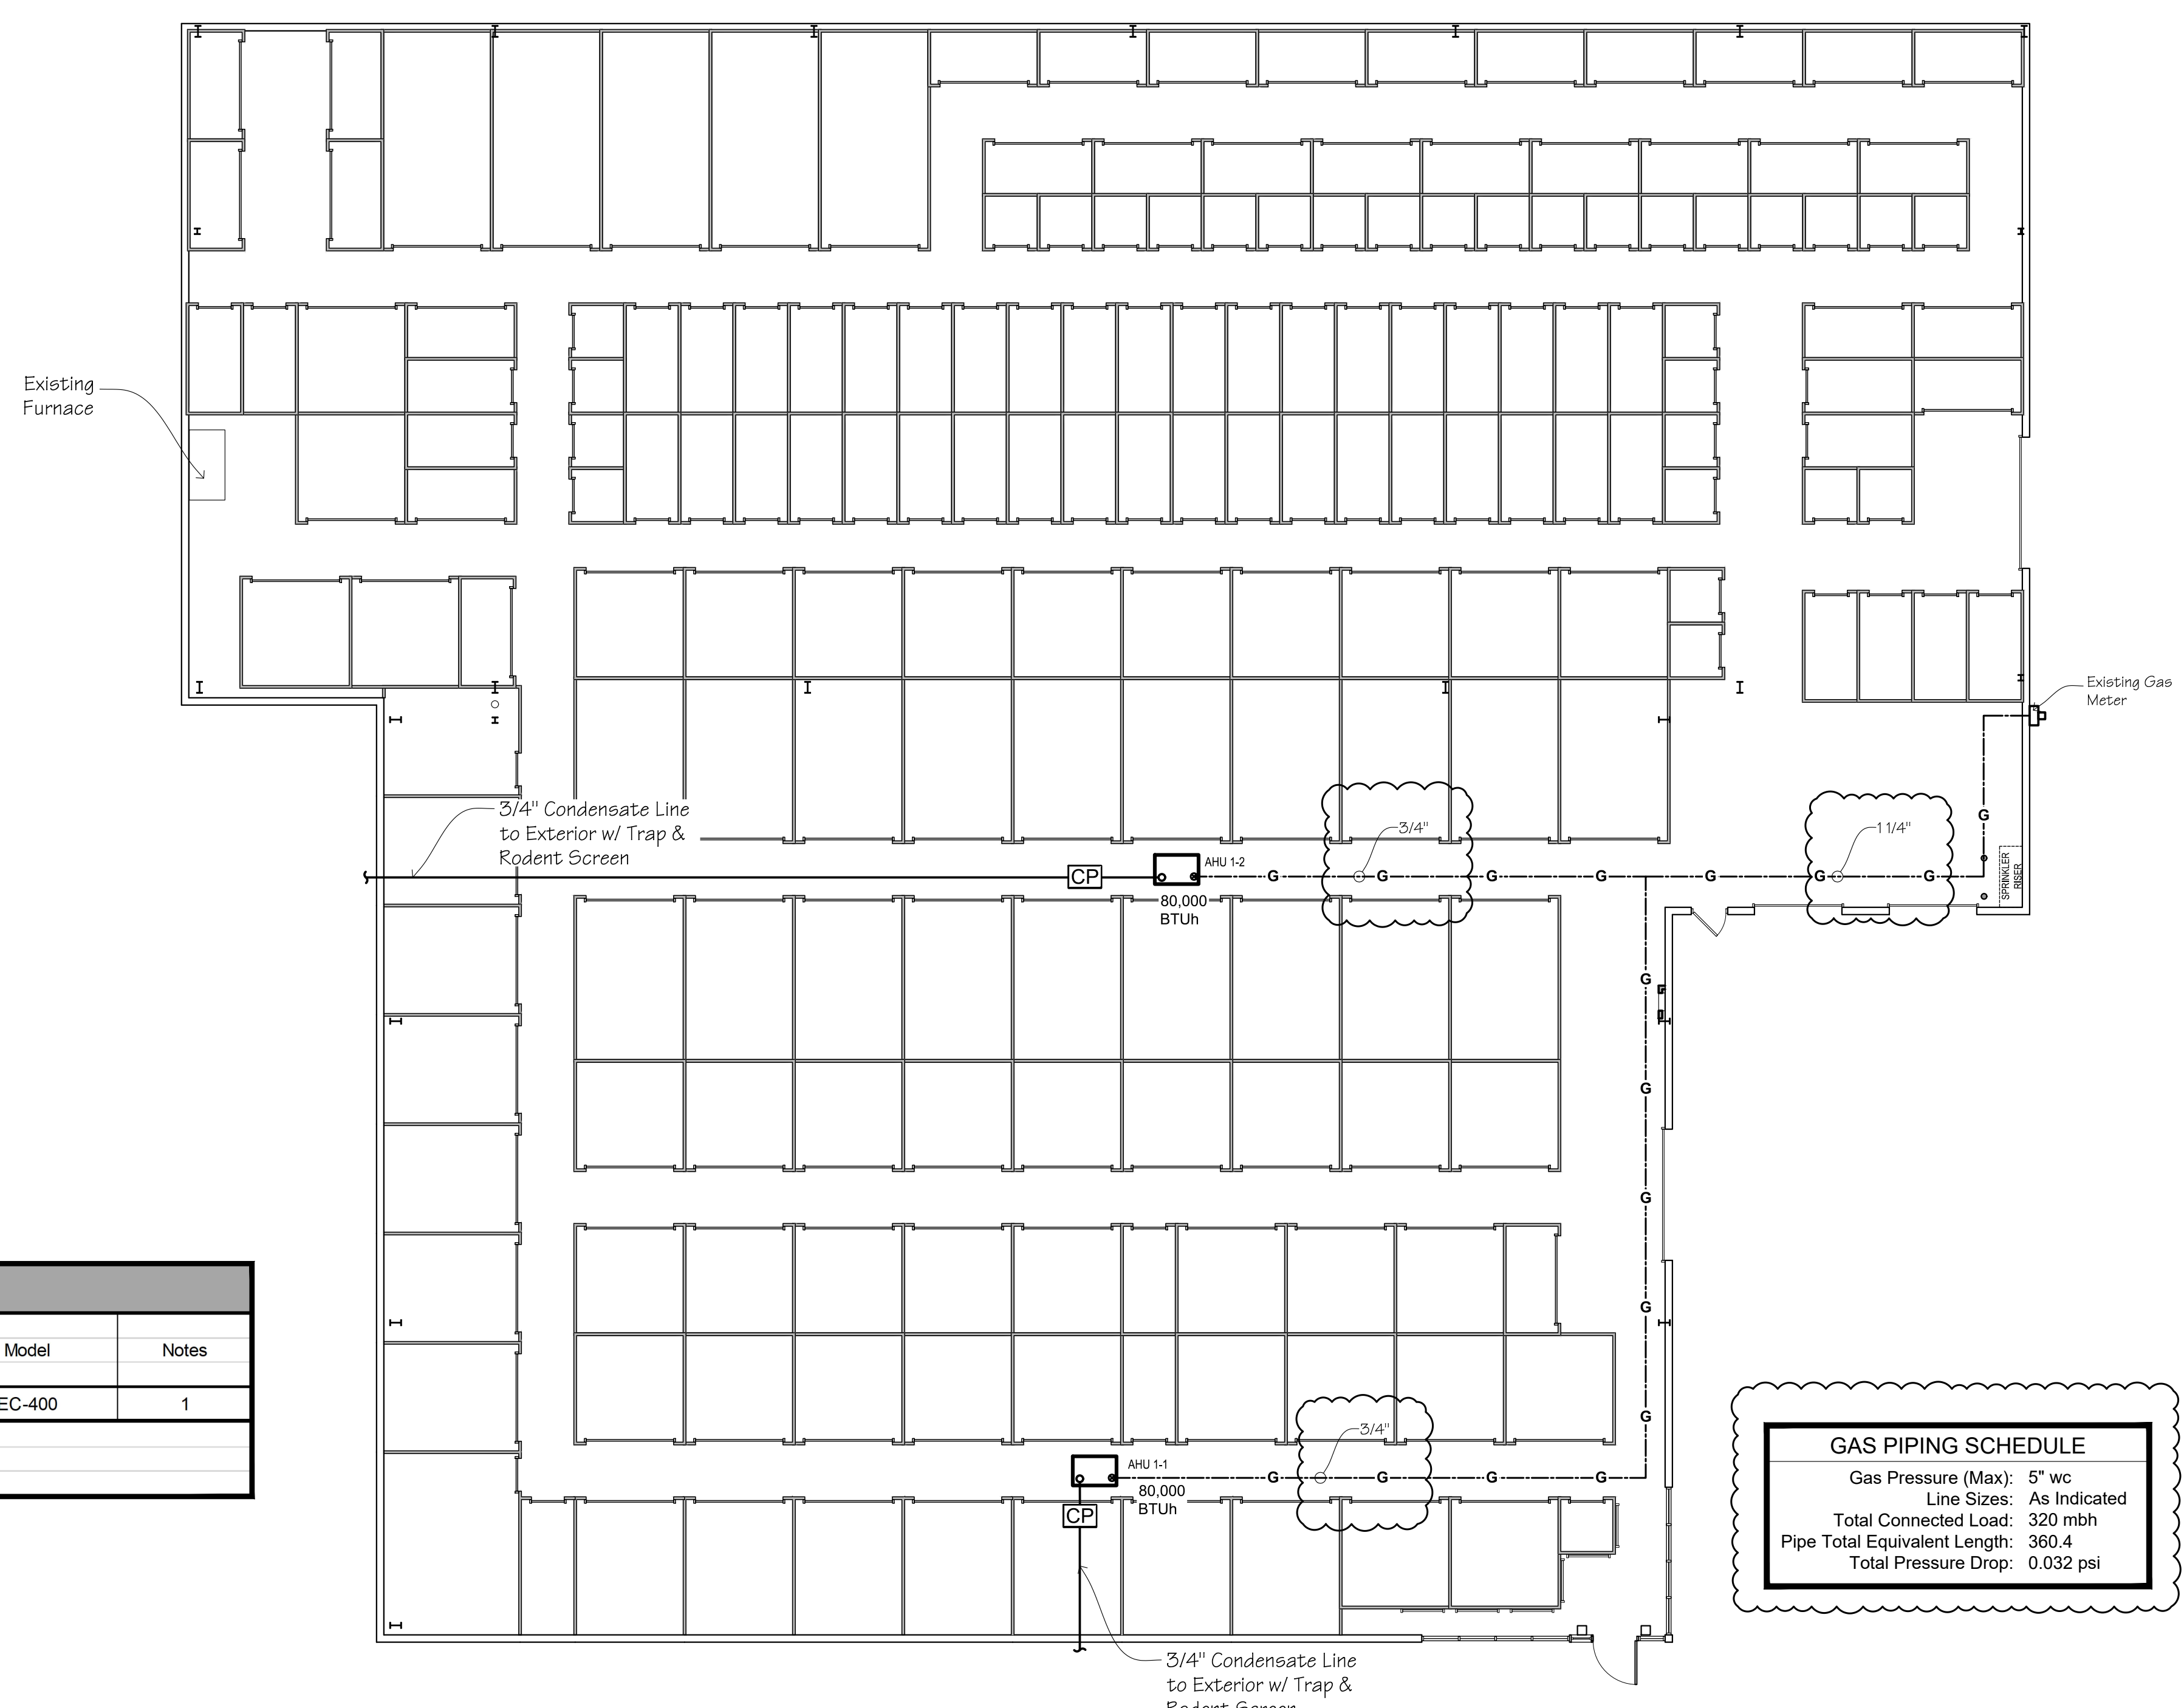 Existing
Furnace
Existing Gas
Meter
3/4" Condensate Line
to Exterior w/ Trap &
Rodent Screen
3/4"
1 1/4"
G
SPRINKLER
RISER
CP
AHU 1-2
G
G
G
G
G
G
G
80,000
BTUh
G
G
G
G
G
Model
Notes
EC-400
1
3/4"
AHU 1-1
G
G
G
G
80,000
BTUh
CP
GAS PIPING SCHEDULE
Gas Pressure (Max): 5" wc
Line Sizes: As Indicated
Total Connected Load: 320 mbh
Pipe Total Equivalent Length: 360.4
Total Pressure Drop: 0.032 psi
3/4" Condensate Line
to Exterior w/ Trap &